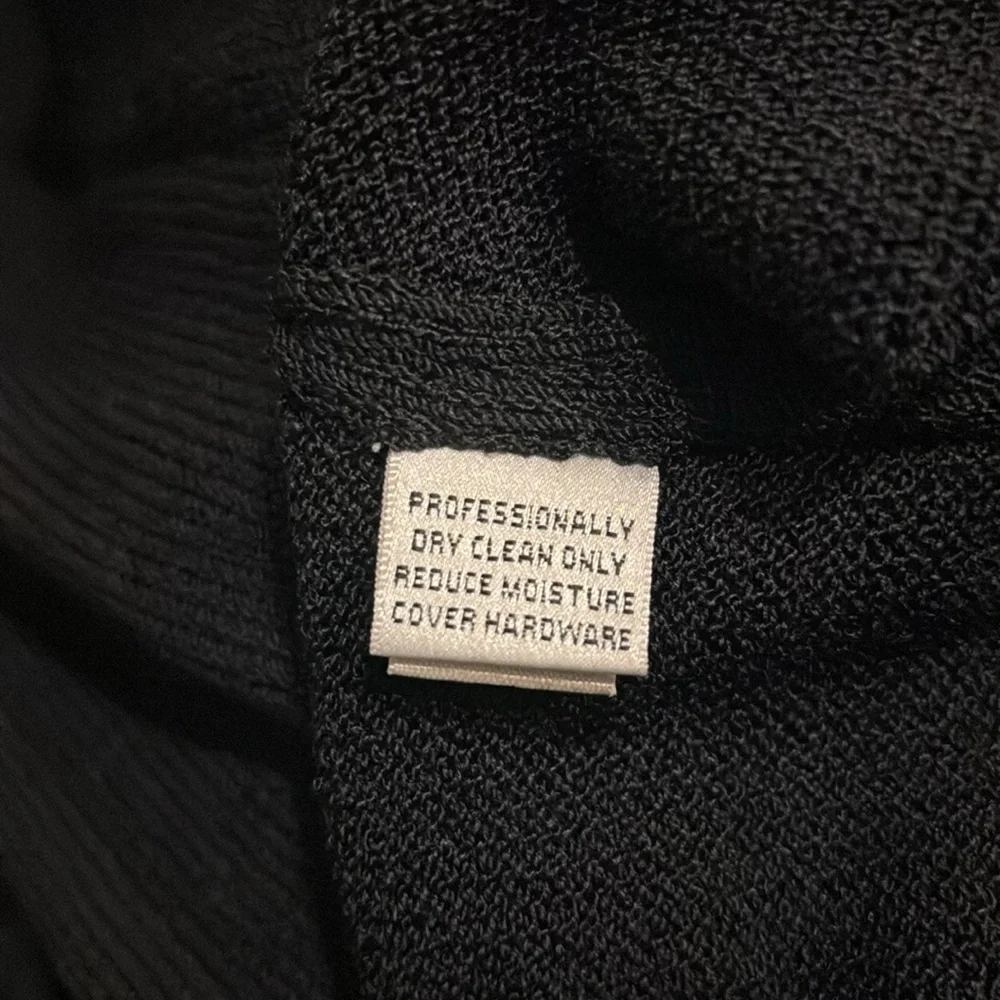 PROFESSIONALLY
DRY CLEAN ONLY
REDUCE MOISTURE
COVER HARDWARE